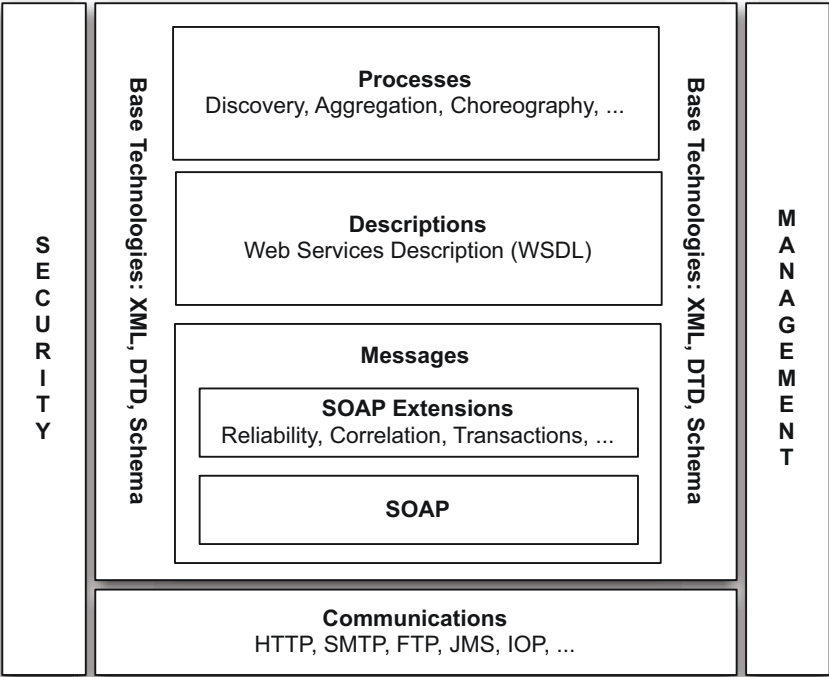 SECURITY
Base Technologies: XML, DTD, Schema
Processes
Discovery, Aggregation, Choreography, ...
Descriptions
Web Services Description (WSDL)
Messages
SOAP Extensions
Reliability, Correlation, Transactions, ...
SOAP
Base Technologies: XML, DTD, Schema
MANAGEMENT
Communications
HTTP, SMTP, FTP, JMS, IOP, ...